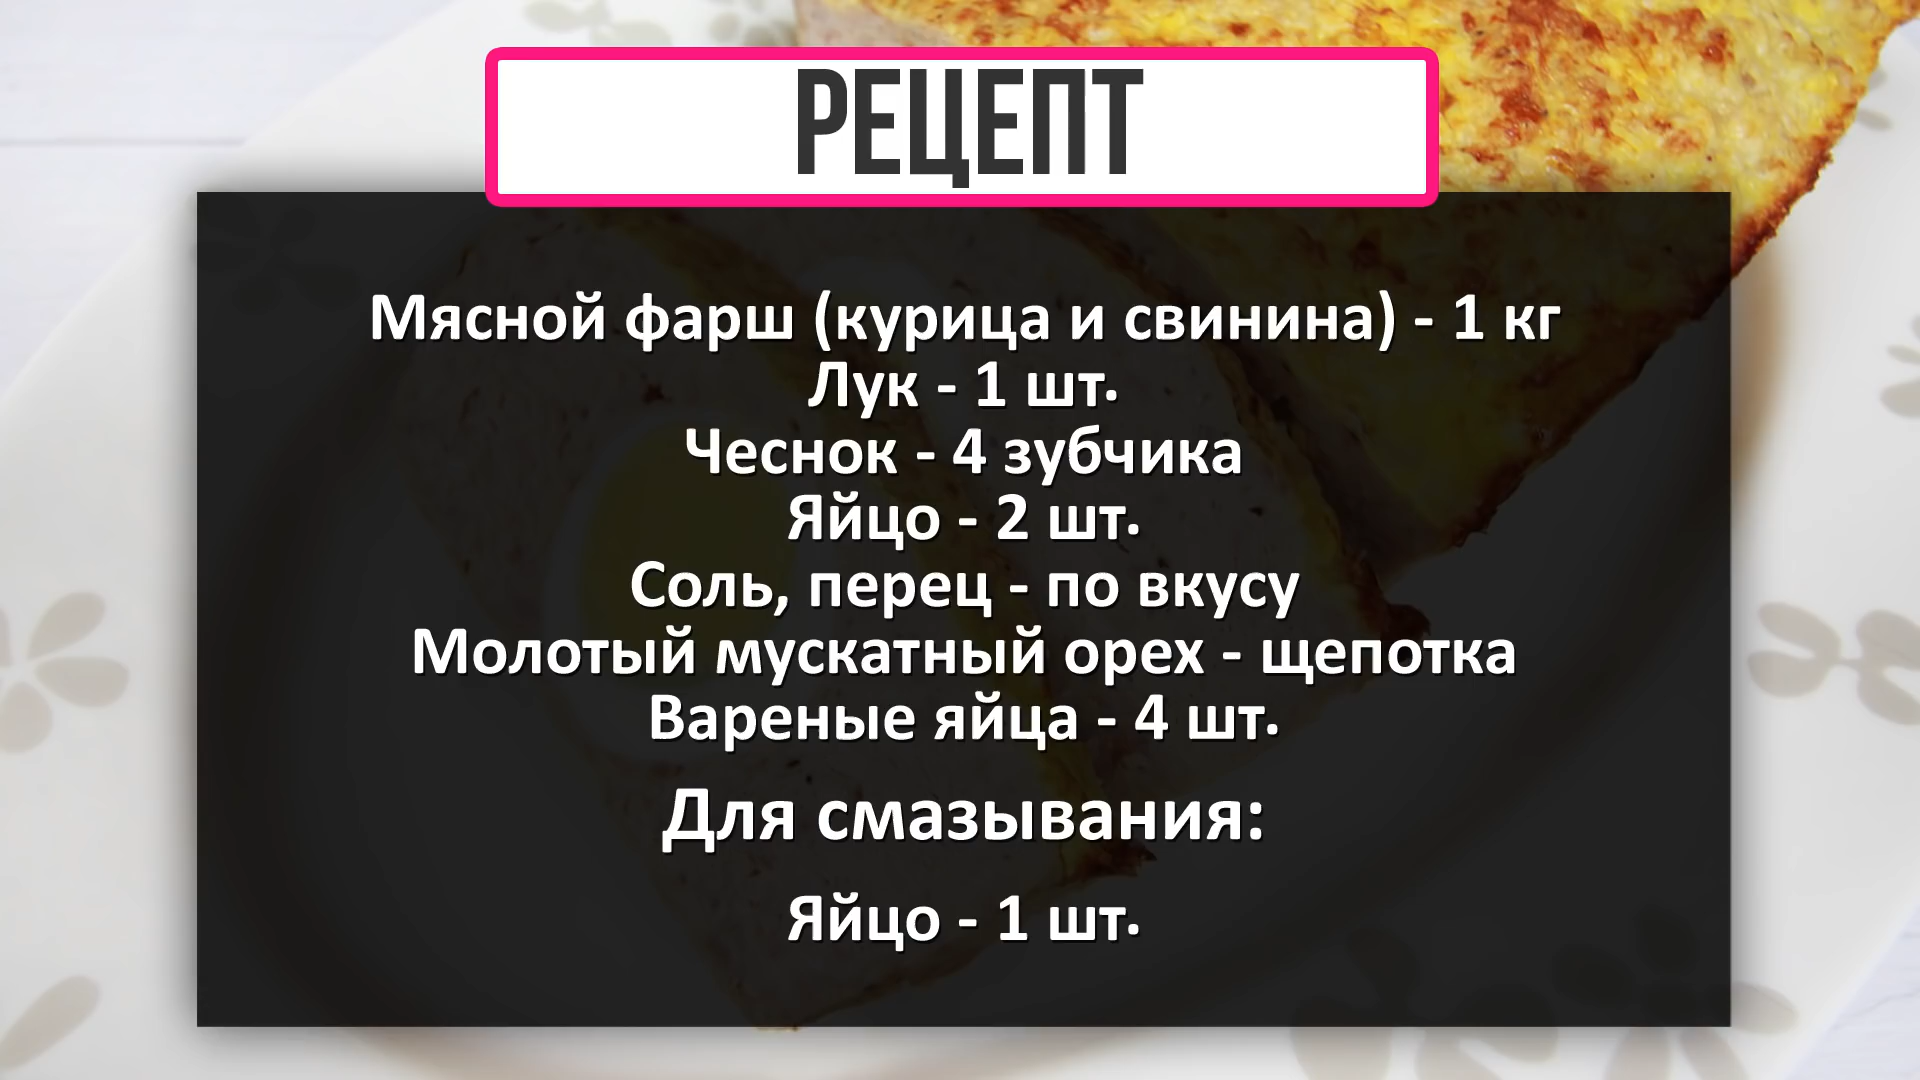 РЕЦЕПТ
Мясной фарш (курица и свинина) - 1 кг
Лук - 1 шт.
Чеснок - 4 зубчика
Яйцо - 2 шт.
Соль, перец - по вкусу
Молотый мускатный орех - щепотка
Вареные яйца - 4 шт.
Для смазывания:
Яйцо - 1 шт.